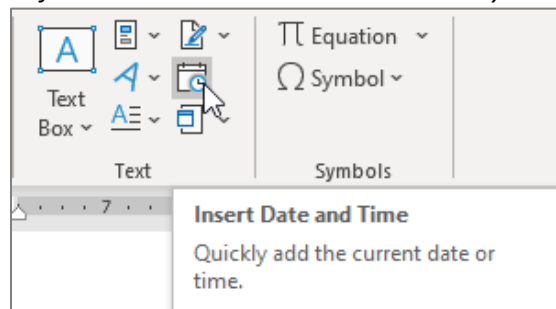 A
Text
Box
A
A
Equation
Symbol
Text
Symbols
7
Insert Date and Time
Quickly add the current date or
time.